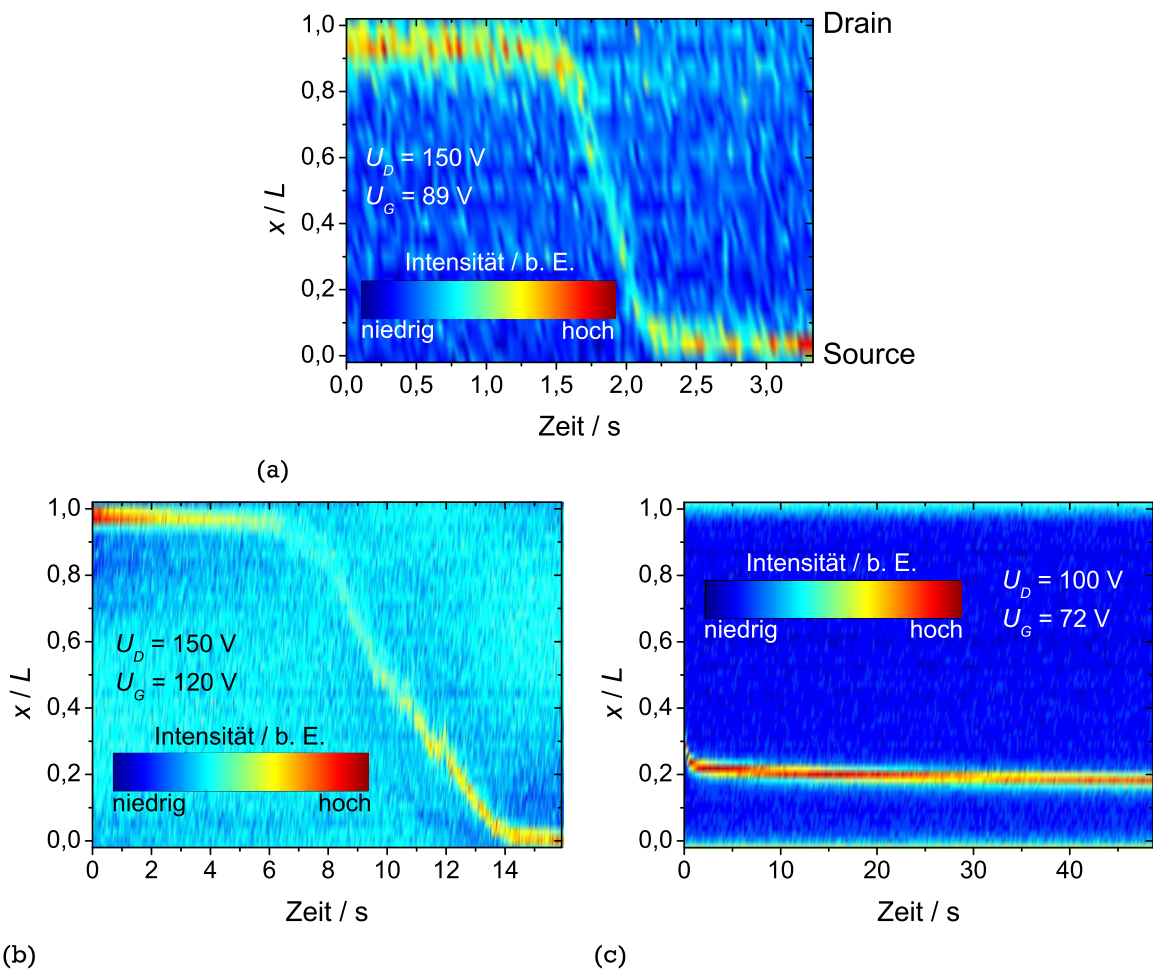 1,0
Drain
0,8
U_D = 150 V
U_G = 89 V
0,6
x / L
0,4
Intensität / b. E.
0,2
niedrig hoch
0,0
Source
0,0 0,5 1,0 1,5 2,0 2,5 3,0
Zeit / s
(a)
1,0
0,8
U_D = 150 V
U_G = 120 V
0,6
x / L
0,4
Intensität / b. E.
0,2
niedrig hoch
0,0
0 2 4 6 8 10 12 14
Zeit / s
(b)
1,0
Intensität / b. E.
U_D = 100 V
U_G = 72 V
0,8
niedrig hoch
0,6
x / L
0,4
0,2
0,0
0 10 20 30 40
Zeit / s
(c)